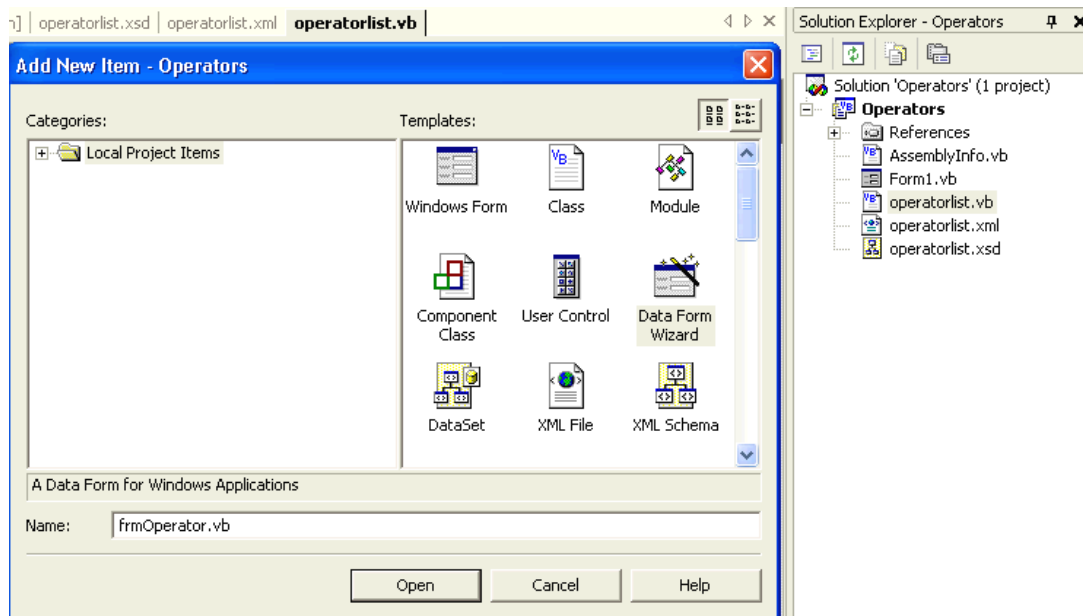 n] operatorlist.xsd operatorlist.xml operatorlist.vb
Add New Item - Operators
Categories:
Local Project Items
Templates:
Windows Form
Class
Module
Component Class
User Control
Data Form Wizard
DataSet
XML File
XML Schema
A Data Form for Windows Applications
Name: frmOperator.vb
Open Cancel Help
Solution Explorer - Operators
Solution 'Operators' (1 project)
Operators
References
AssemblyInfo.vb
Form1.vb
operatorlist.vb
operatorlist.xml
operatorlist.xsd